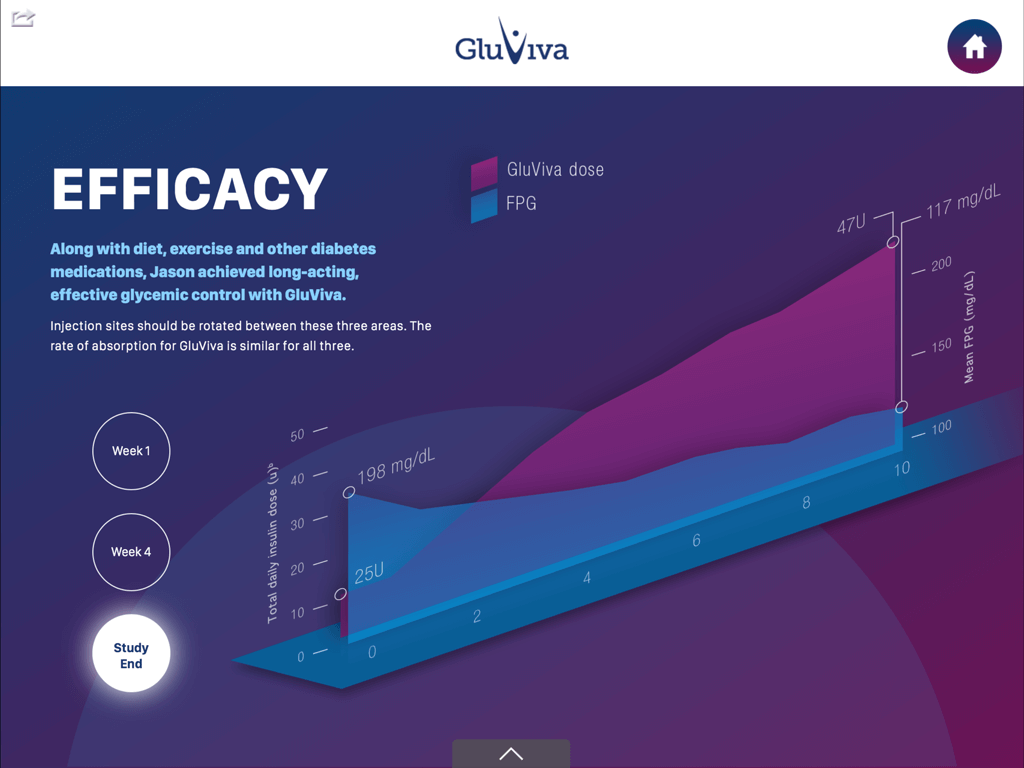 GluViva
EFFICACY
Along with diet, exercise and other diabetes
medications, Jason achieved long-acting,
effective glycemic control with GluViva.
Injection sites should be rotated between these three areas. The
rate of absorption for GluViva is similar for all three.
Week 1
Week 4
Study
End
GluViva dose
FPG
47U
117 mg/dL
200
150
100
Mean FPG (mg/dL)
50
40
30
20
10
0
Total daily insulin dose (u)ᵇ
198 mg/dL
25U
0
2
4
6
8
10